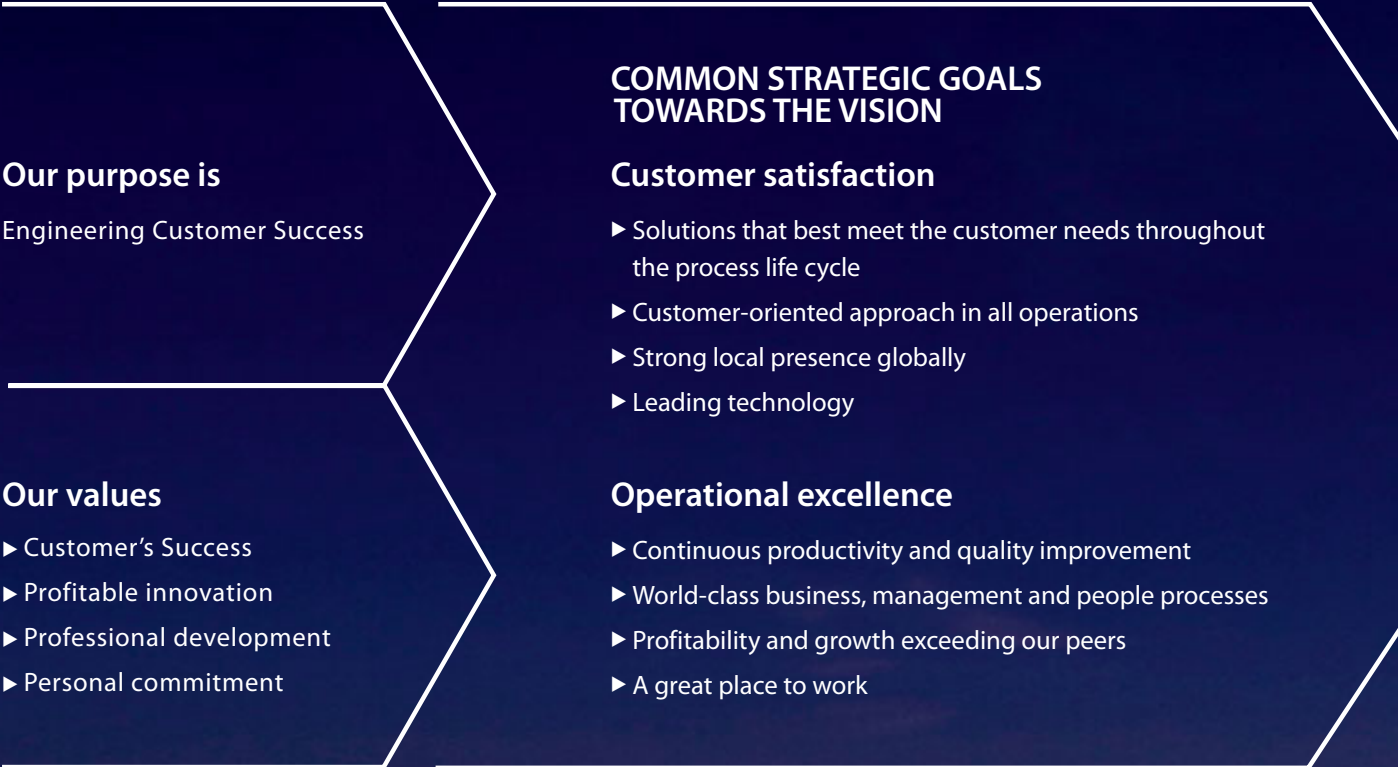 Our purpose is
Engineering Customer Success
Our values
▶ Customer’s Success
▶ Profitable innovation
▶ Professional development
▶ Personal commitment
COMMON STRATEGIC GOALS
TOWARDS THE VISION
Customer satisfaction
▶ Solutions that best meet the customer needs throughout
the process life cycle
▶ Customer-oriented approach in all operations
▶ Strong local presence globally
▶ Leading technology
Operational excellence
▶ Continuous productivity and quality improvement
▶ World-class business, management and people processes
▶ Profitability and growth exceeding our peers
▶ A great place to work